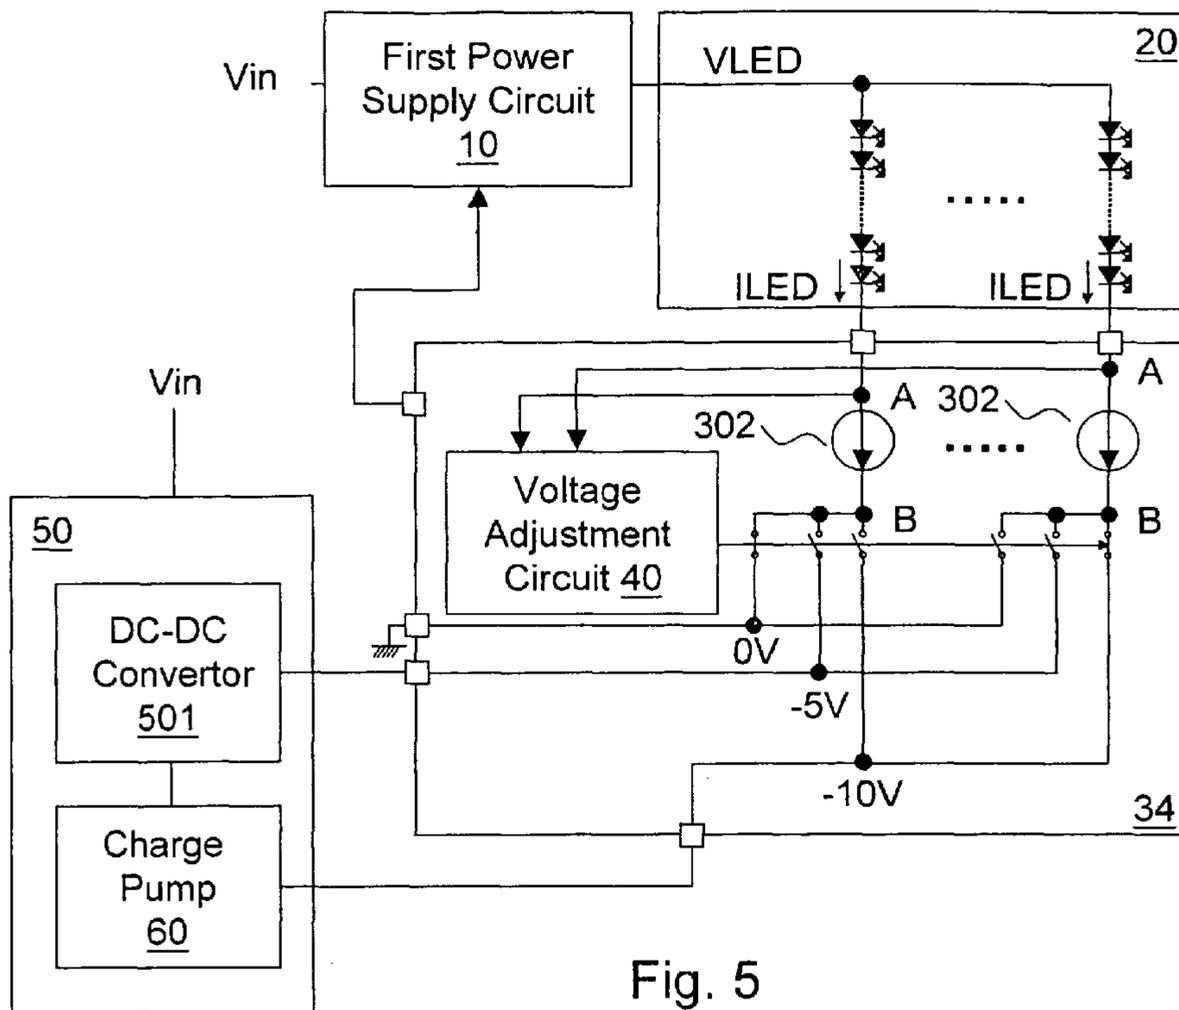 Vin
First Power
Supply Circuit
10
VLED
20
ILED
ILED
Vin
A
A
302
302
Voltage
Adjustment
Circuit 40
B
B
50
DC-DC
Convertor
501
0V
-5V
-10V
Charge
Pump
60
34
Fig. 5